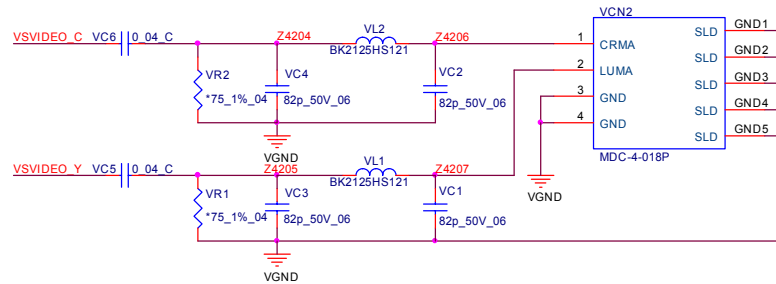 VCN2
VSVIDEO_C VC6 0_04_C Z4204 VL2 Z4206 1 CRMA SLD GND1
BK2125HS121
2 LUMA SLD GND2
VR2 VC4 VC2
*75_1%_04 82p_50V_06 82p_50V_06
3 GND SLD GND3
4 GND SLD GND4
SLD GND5
VGND
MDC-4-018P
VSVIDEO_Y VC5 0_04_C Z4205 VL1 Z4207
BK2125HS121
VR1 VC3 VC1
*75_1%_04 82p_50V_06 82p_50V_06
VGND
VGND